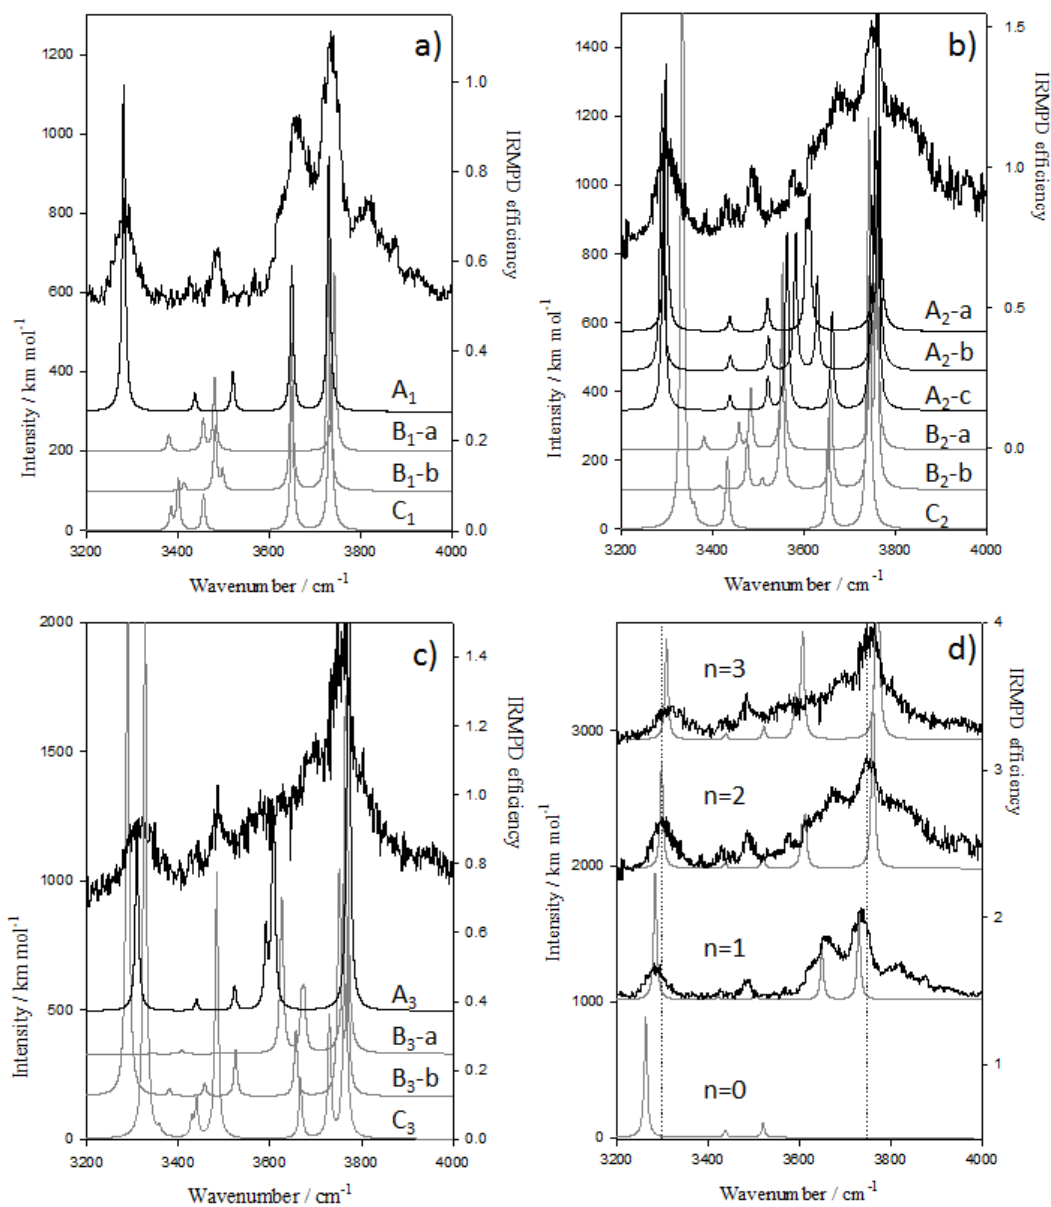 a)
1200
1000
800
600
400
200
0
1.0
0.8
0.6
0.4
0.2
0.0
A1
B1-a
B1-b
C1
3200 3400 3600 3800 4000
Intensity / km mol-1
IRMPD efficiency
Wavenumber / cm-1
b)
1400
1200
1000
800
600
400
200
0
1.5
1.0
0.5
0.0
A2-a
A2-b
A2-c
B2-a
B2-b
C2
3200 3400 3600 3800 4000
Intensity / km mol-1
IRMPD efficiency
Wavenumber / cm-1
c)
2000
1500
1000
500
0
1.4
1.2
1.0
0.8
0.6
0.4
0.2
0.0
A3
B3-a
B3-b
C3
3200 3400 3600 3800 4000
Intensity / km mol-1
IRMPD efficiency
Wavenumber / cm-1
d)
3000
2000
1000
0
4
3
2
1
n=3
n=2
n=1
n=0
3200 3400 3600 3800 4000
Intensity / km mol-1
IRMPD efficiency
Wavenumber / cm-1